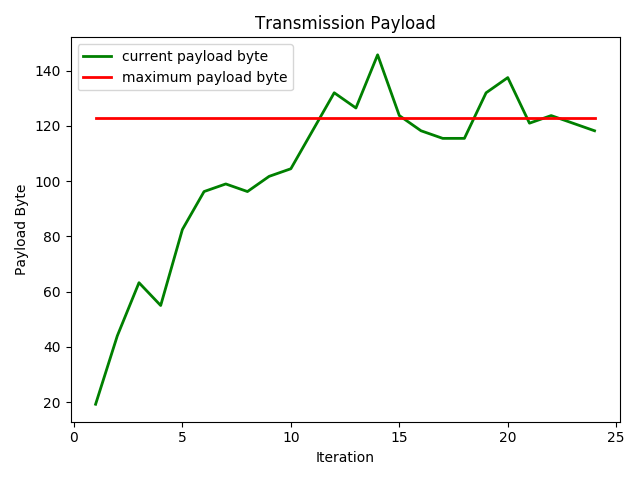 Transmission Payload
current payload byte
maximum payload byte
140
120
100
80
60
40
20
Payload Byte
0 5 10 15 20 25
Iteration